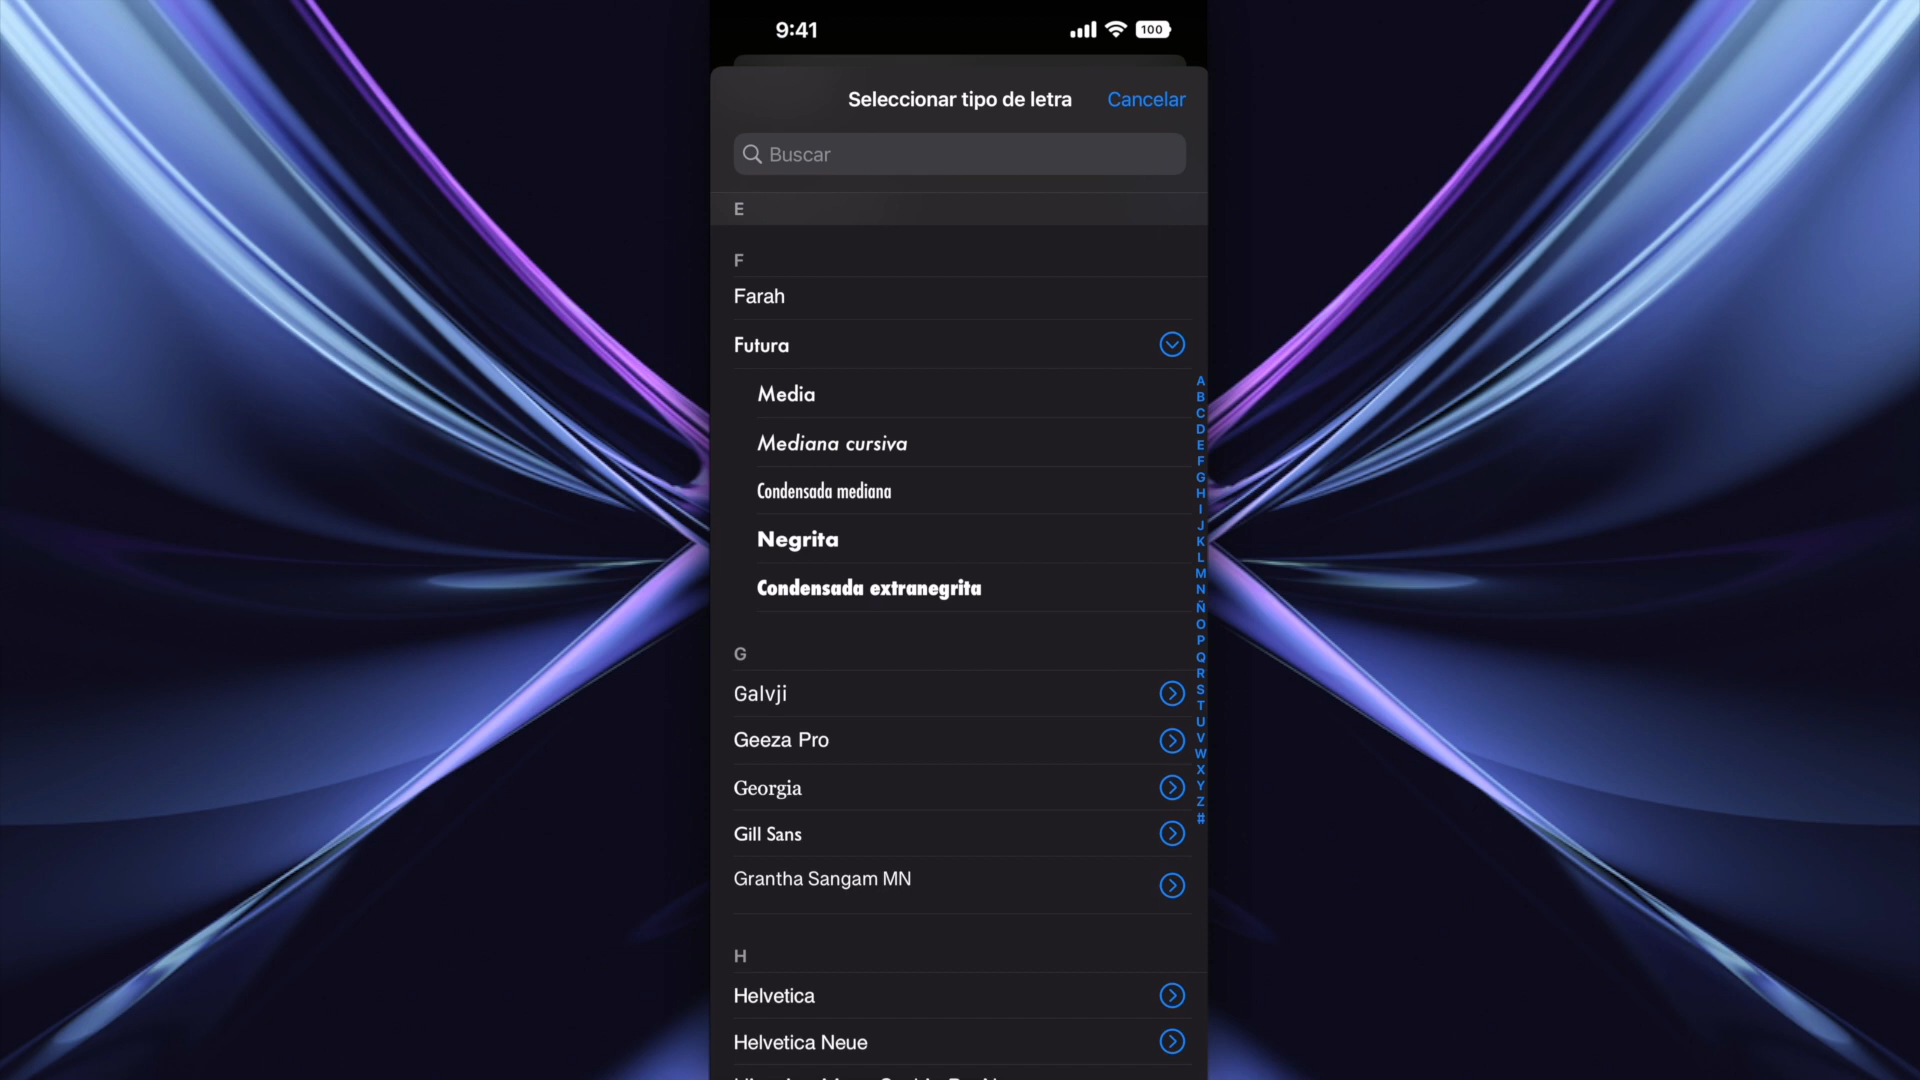 9:41
100
Seleccionar tipo de letra
Cancelar
Buscar
E
F
Farah
Futura
Media
Mediana cursiva
Condensada mediana
Negrita
Condensada extranegrita
G
Galvji
Geeza Pro
Georgia
Gill Sans
Grantha Sangam MN
H
Helvetica
Helvetica Neue
A
B
C
D
E
F
G
H
I
J
K
L
M
N
Ñ
O
P
Q
R
S
T
U
V
W
X
Y
Z
#